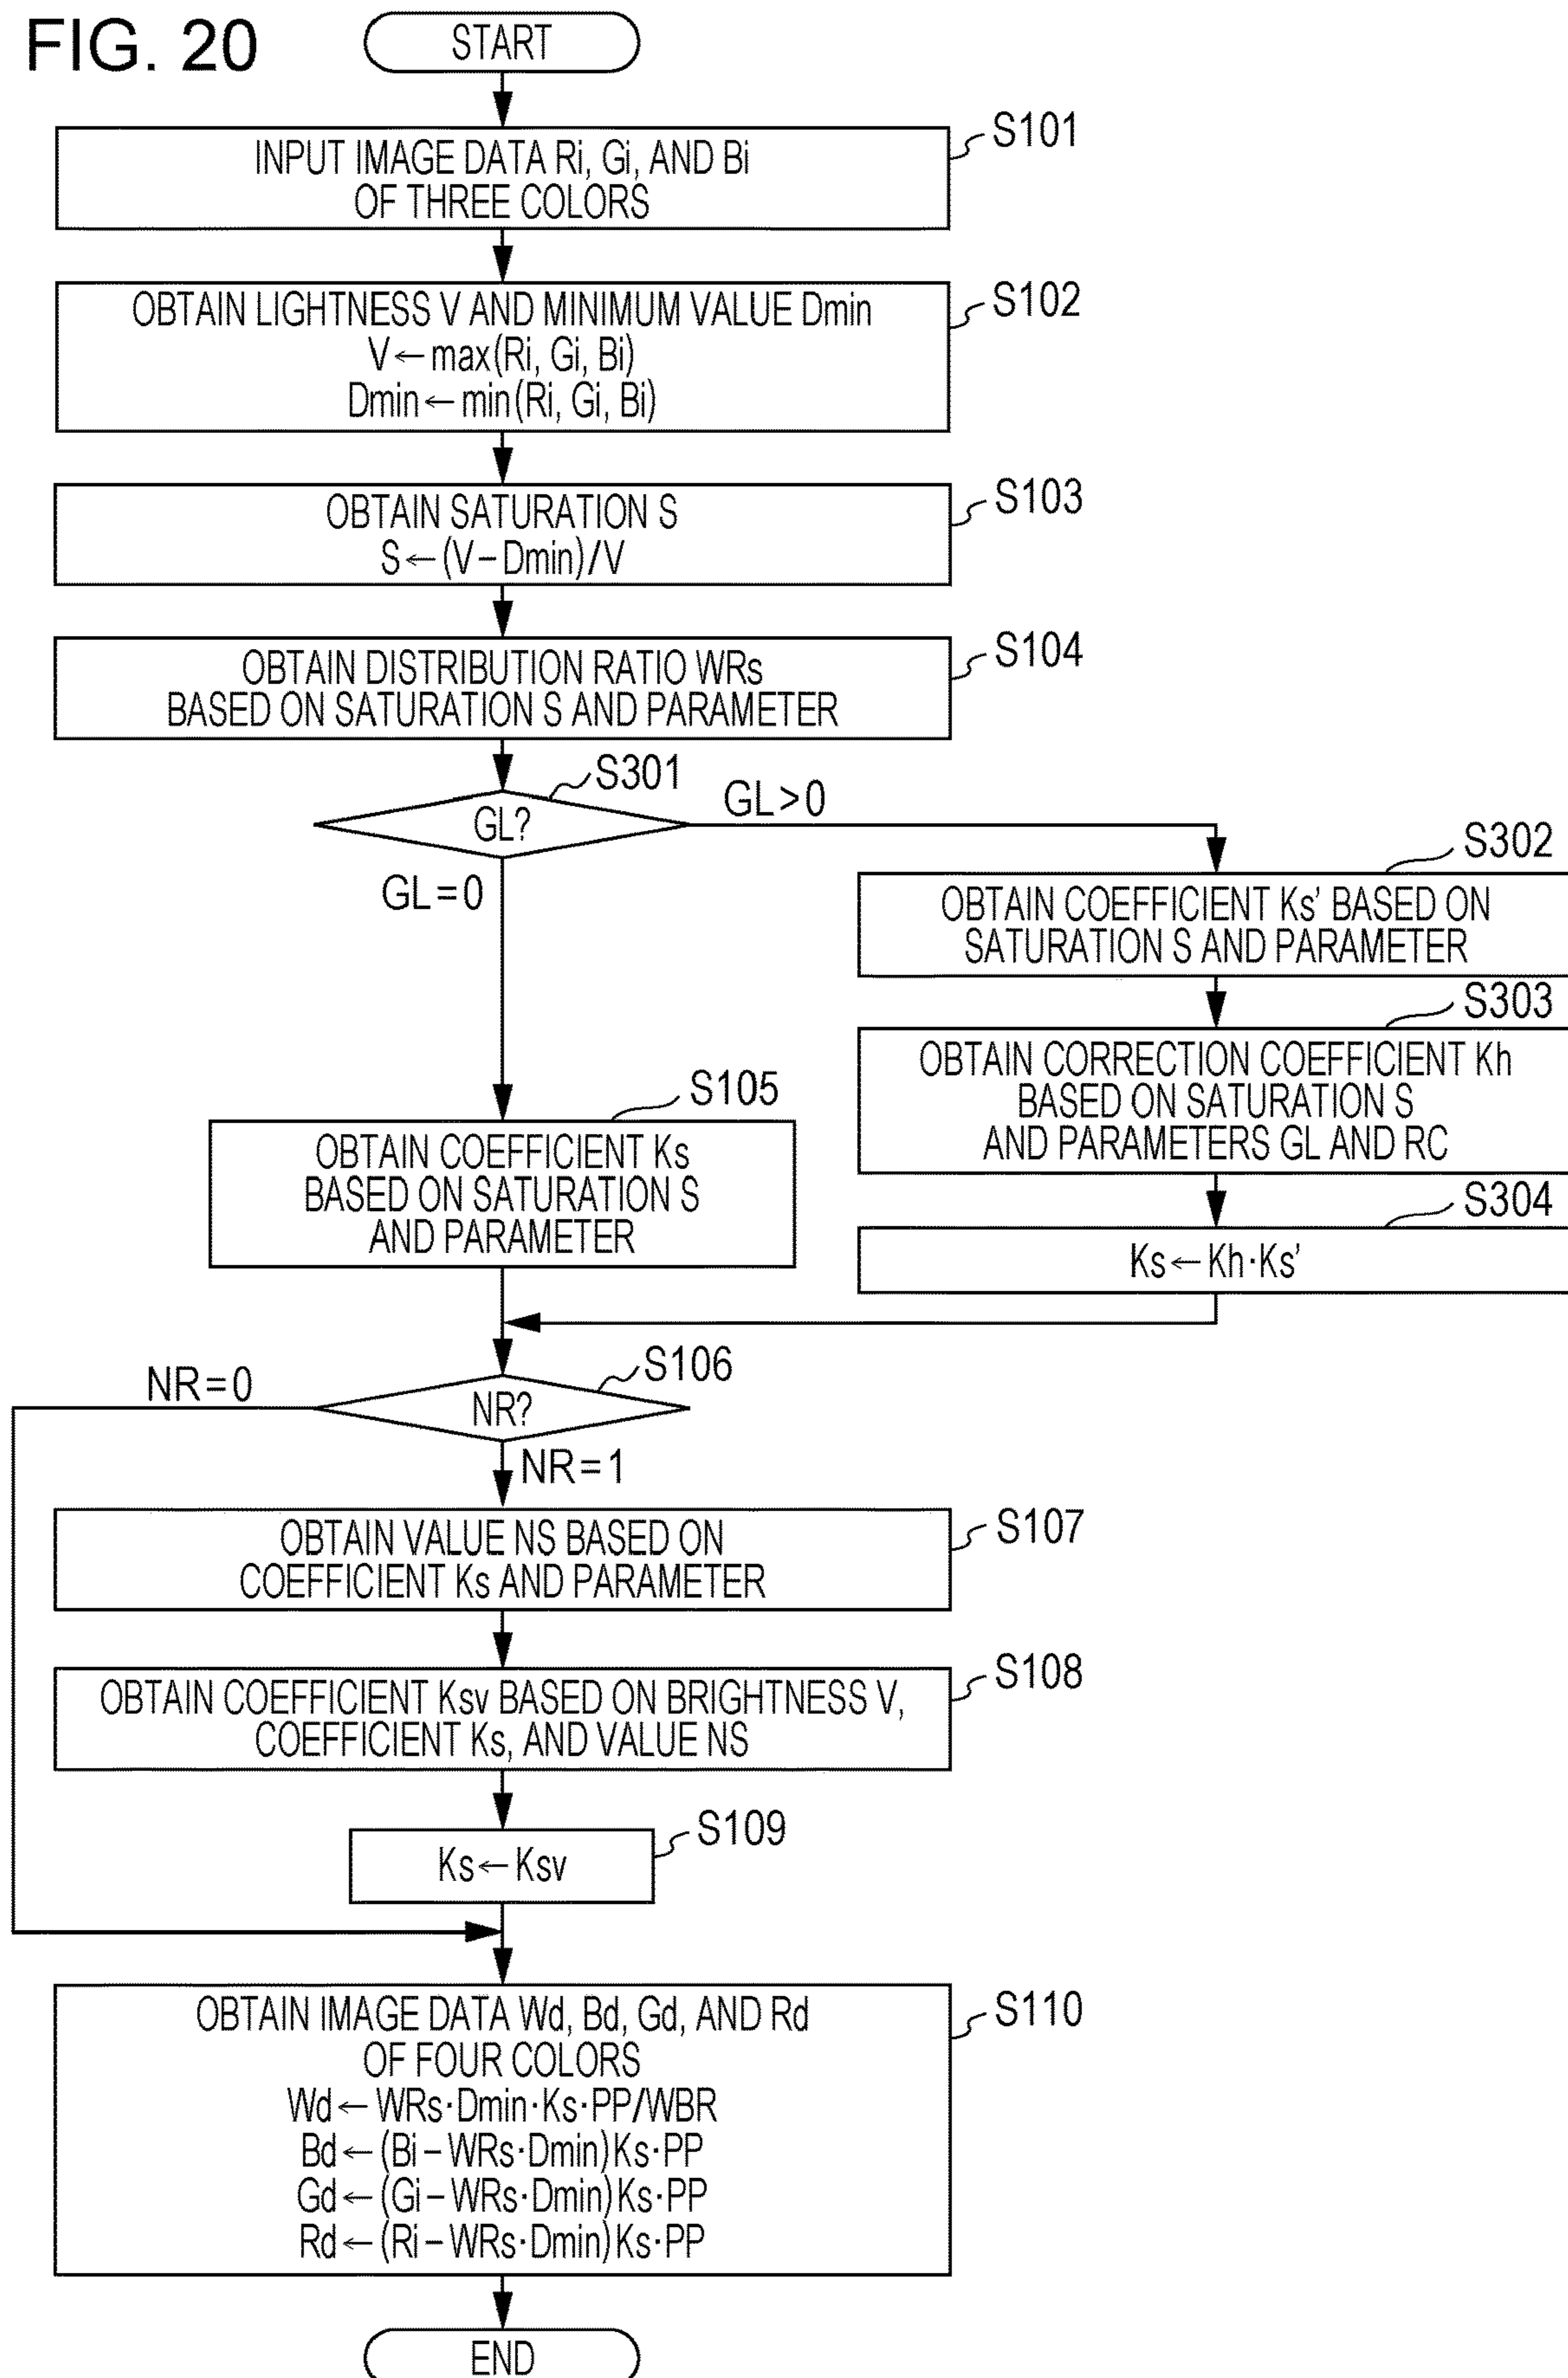 FIG. 20
START
S101
INPUT IMAGE DATA Ri, Gi, AND Bi
OF THREE COLORS
S102
OBTAIN LIGHTNESS V AND MINIMUM VALUE Dmin
V←max(Ri, Gi, Bi)
Dmin←min(Ri, Gi, Bi)
S103
OBTAIN SATURATION S
S←(V−Dmin)/V
S104
OBTAIN DISTRIBUTION RATIO WRs
BASED ON SATURATION S AND PARAMETER
S301
GL?
GL>0
GL=0
S302
OBTAIN COEFFICIENT Ks’ BASED ON
SATURATION S AND PARAMETER
S303
OBTAIN CORRECTION COEFFICIENT Kh
BASED ON SATURATION S
AND PARAMETERS GL AND RC
S304
Ks←Kh·Ks’
S105
OBTAIN COEFFICIENT Ks
BASED ON SATURATION S
AND PARAMETER
S106
NR?
NR=0
NR=1
S107
OBTAIN VALUE NS BASED ON
COEFFICIENT Ks AND PARAMETER
S108
OBTAIN COEFFICIENT Ksv BASED ON BRIGHTNESS V,
COEFFICIENT Ks, AND VALUE NS
S109
Ks←Ksv
S110
OBTAIN IMAGE DATA Wd, Bd, Gd, AND Rd
OF FOUR COLORS
Wd←WRs·Dmin·Ks·PP/WBR
Bd←(Bi−WRs·Dmin)Ks·PP
Gd←(Gi−WRs·Dmin)Ks·PP
Rd←(Ri−WRs·Dmin)Ks·PP
END